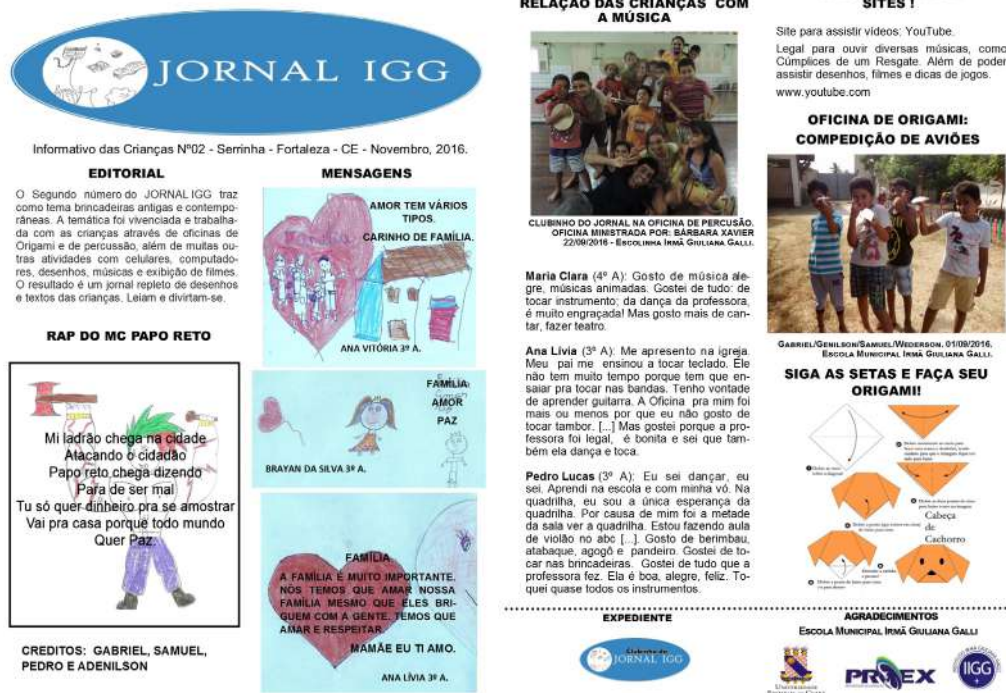 JORNAL IGG
Informativo das Crianças Nº02 - Serrinha - Fortaleza - CE - Novembro, 2016.
EDITORIAL
O Segundo número do JORNAL IGG traz
como tema brincadeiras antigas e contempo-
râneas. A temática foi vivenciada e trabalha-
da com as crianças através de oficinas de
Origami e de percussão, além de muitas ou-
tras atividades com celulares, computado-
res, desenhos, músicas e exibição de filmes.
O resultado é um jornal repleto de desenhos
e textos das crianças. Leiam e divirtam-se.
RAP DO MC PAPO RETO
Mi ladrão chega na cidade
Atacando o cidadão
Papo reto chega dizendo
Para de ser mal
Tu só quer dinheiro pra se amostrar
Vai pra casa porque todo mundo
Quer Paz.
CREDITOS: GABRIEL, SAMUEL,
PEDRO E ADENILSON
MENSAGENS
AMOR TEM VÁRIOS
TIPOS.
CARINHO DE FAMÍLIA.
Família
ANA VITÓRIA 3º A.
FAMÍLIA
AMOR
PAZ
BRAYAN DA SILVA 3º A.
FAMÍLIA
A FAMÍLIA É MUITO IMPORTANTE.
NÓS TEMOS QUE AMAR NOSSA
FAMÍLIA MESMO QUE ELES BRI-
GUEM COM A GENTE. TEMOS QUE
AMAR E RESPEITAR.
MAMÃE EU TI AMO.
ANA LÍVIA 3º A.
RELAÇÃO DAS CRIANÇAS COM
A MÚSICA
CLUBINHO DO JORNAL NA OFICINA DE PERCUSÃO.
OFICINA MINISTRADA POR: BÁRBARA XAVIER
22/09/2016 - ESCOLINHA IRMÃ GIULIANA GALLI.
Maria Clara (4º A): Gosto de música ale-
gre, músicas animadas. Gostei de tudo: de
tocar instrumento; da dança da professora,
é muito engraçada! Mas gosto mais de can-
tar, fazer teatro.
Ana Lívia (3º A): Me apresento na igreja.
Meu pai me ensinou a tocar teclado. Ele
não tem muito tempo porque tem que en-
saiar pra tocar nas bandas. Tenho vontade
de aprender guitarra. A Oficina pra mim foi
mais ou menos por que eu não gosto de
tocar tambor. [...] Mas gostei porque a pro-
fessora foi legal, é bonita e sei que tam-
bém ela dança e toca.
Pedro Lucas (3º A): Eu sei dançar, eu
sei. Aprendi na escola e com minha vó. Na
quadrilha, eu sou a única esperança da
quadrilha. Por causa de mim foi a metade
da sala ver a quadrilha. Estou fazendo aula
de violão no abc [...]. Gosto de berimbau,
atabaque, agogô e pandeiro. Gostei de to-
car nas brincadeiras. Gostei de tudo que a
professora fez. Ela é boa, alegre, feliz. To-
quei quase todos os instrumentos.
SITES !
Site para assistir vídeos: YouTube.
Legal para ouvir diversas músicas, como
Cúmplices de um Resgate. Além de poder
assistir desenhos, filmes e dicas de jogos.
www.youtube.com
OFICINA DE ORIGAMI:
COMPEDIÇÃO DE AVIÕES
GABRIEL/GENILSON/SAMUEL/WEDERSON. 01/09/2016.
ESCOLA MUNICIPAL IRMÃ GIULIANA GALLI.
SIGA AS SETAS E FAÇA SEU
ORIGAMI!
Cabeça
de
Cachorro
EXPEDIENTE
JORNAL IGG
AGRADECIMENTOS
ESCOLA MUNICIPAL IRMÃ GIULIANA GALLI
PREX
IIGG